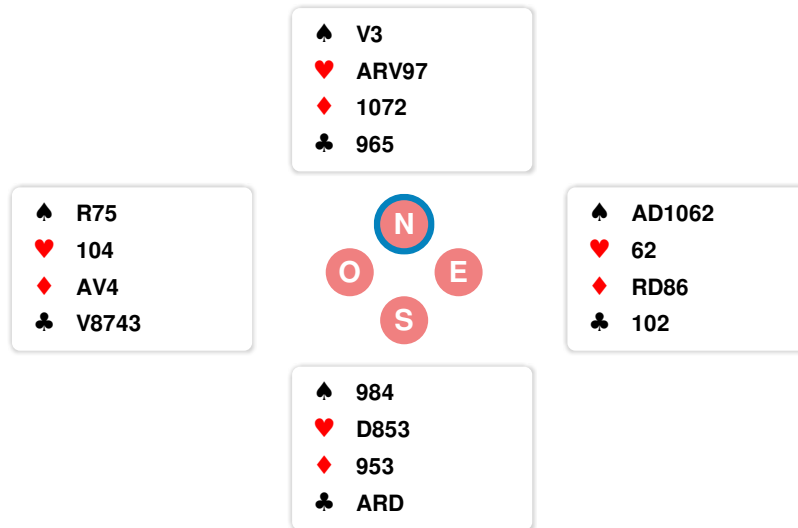 ♠ V3
♥ ARV97
♦ 1072
♣ 965
♠ R75
♥ 104
♦ AV4
♣ V8743
N
O
E
S
♠ AD1062
♥ 62
♦ RD86
♣ 102
♠ 984
♥ D853
♦ 953
♣ ARD